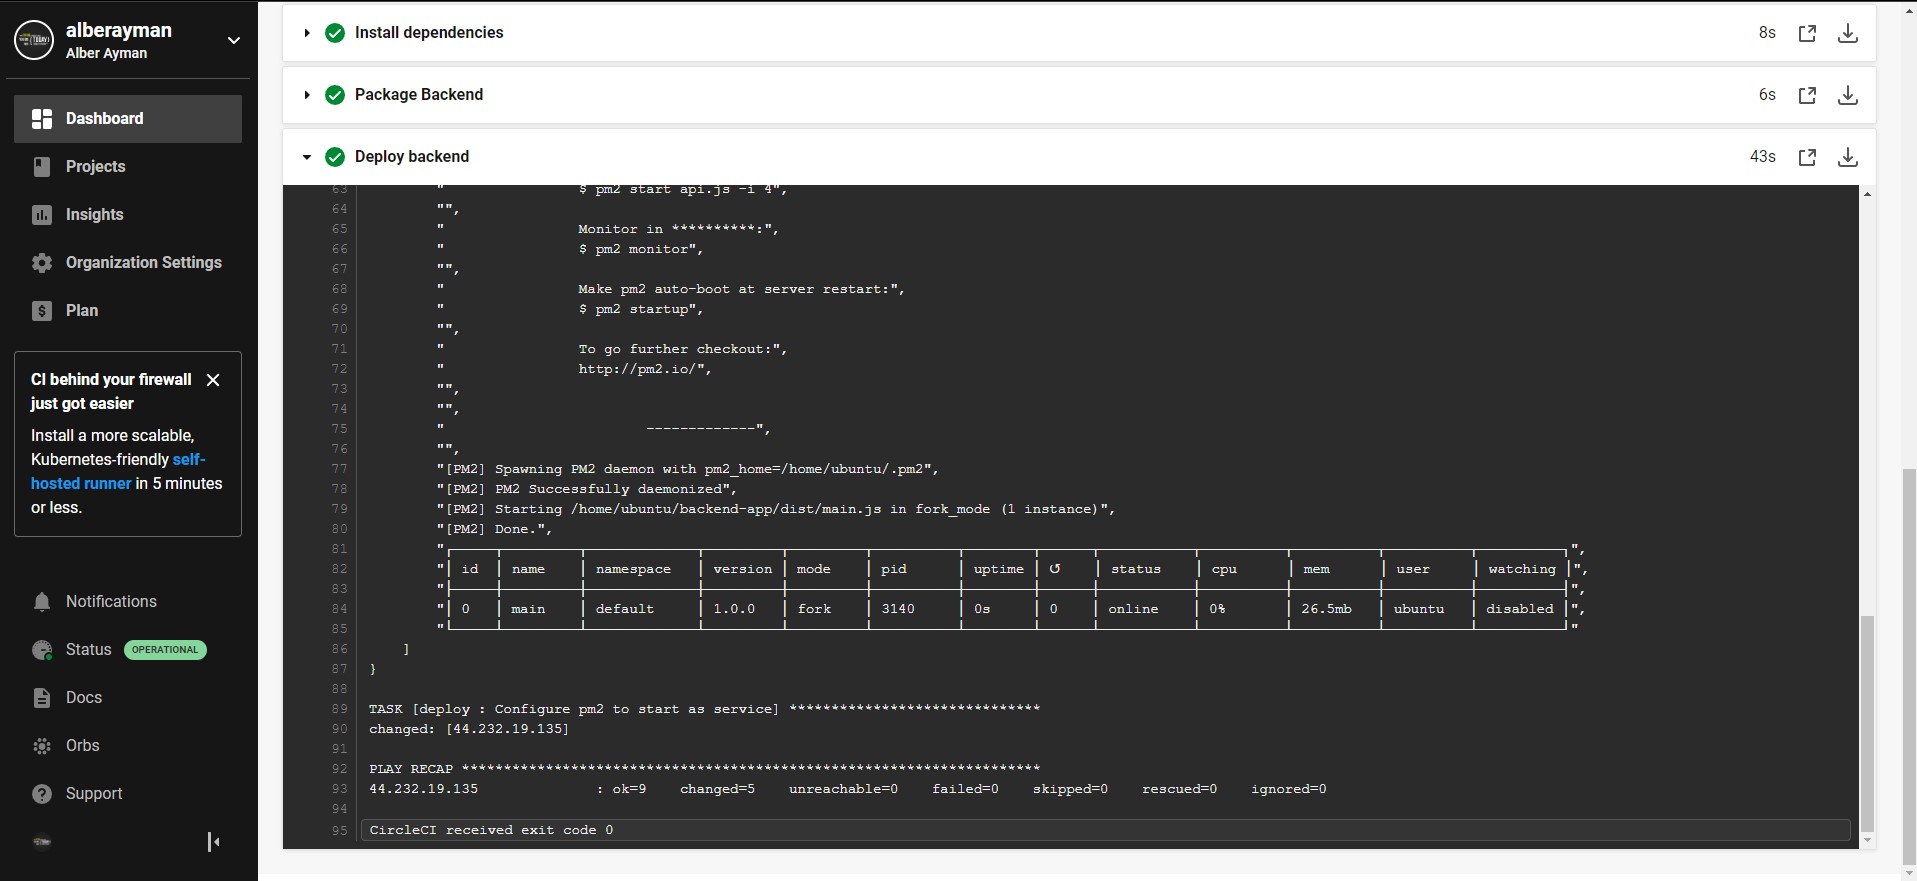 alberayman
Alber Ayman
Dashboard
Projects
Insights
Organization Settings
Plan
CI behind your firewall
just got easier
Install a more scalable,
Kubernetes-friendly self-
hosted runner in 5 minutes
or less.
Notifications
Status OPERATIONAL
Docs
Orbs
Support
Install dependencies 8s
Package Backend 6s
Deploy backend 43s
63 " $ pm2 start api.js -i 4",
64 "",
65 " Monitor in **********:",
66 " $ pm2 monitor",
67 "",
68 " Make pm2 auto-boot at server restart:",
69 " $ pm2 startup",
70 "",
71 " To go further checkout:",
72 " http://pm2.io/",
73 "",
74 "",
75 " -------------",
76 "",
77 "[PM2] Spawning PM2 daemon with pm2_home=/home/ubuntu/.pm2",
78 "[PM2] PM2 Successfully daemonized",
79 "[PM2] Starting /home/ubuntu/backend-app/dist/main.js in fork_mode (1 instance)",
80 "[PM2] Done.",
81 "┌────┬─────────┬─────────────┬─────────┬─────────┬──────────┬────────┬──────┬───────────┬──────────┬──────────┬──────────┬──────────┐",
82 "│ id │ name │ namespace │ version │ mode │ pid │ uptime │ ↺ │ status │ cpu │ mem │ user │ watching │",
83 "├────┼─────────┼─────────────┼─────────┼─────────┼──────────┼────────┼──────┼───────────┼──────────┼──────────┼──────────┼──────────┤",
84 "│ 0 │ main │ default │ 1.0.0 │ fork │ 3140 │ 0s │ 0 │ online │ 0% │ 26.5mb │ ubuntu │ disabled │",
85 "└────┴─────────┴─────────────┴─────────┴─────────┴──────────┴────────┴──────┴───────────┴──────────┴──────────┴──────────┴──────────┘"
86 ]
87 }
88
89 TASK [deploy : Configure pm2 to start as service] ******************************
90 changed: [44.232.19.135]
91
92 PLAY RECAP *********************************************************************
93 44.232.19.135 : ok=9 changed=5 unreachable=0 failed=0 skipped=0 rescued=0 ignored=0
94
95 CircleCI received exit code 0